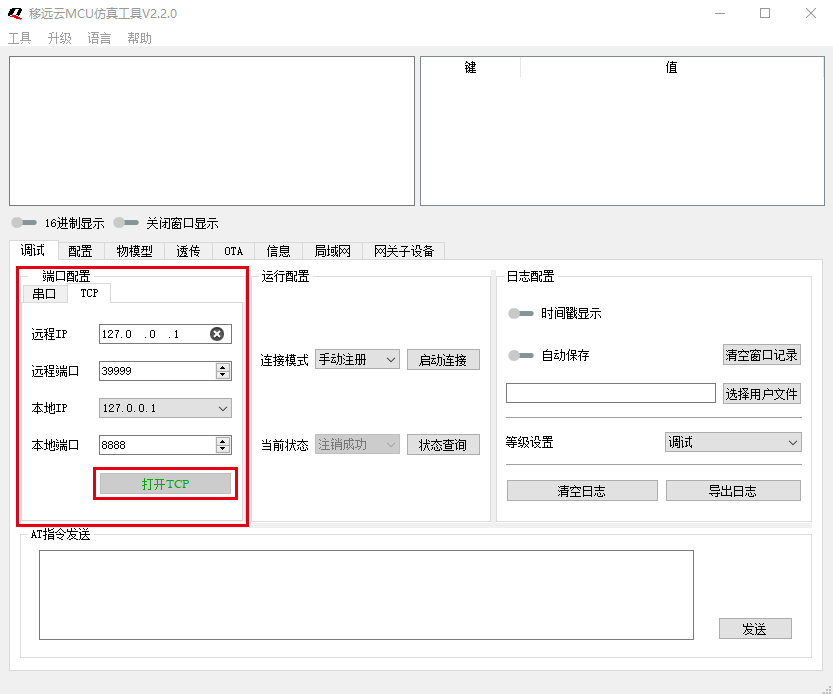 移远云MCU仿真工具V2.2.0
工具 升级 语言 帮助
键 值
16进制显示 关闭窗口显示
调试 配置 物模型 透传 OTA 信息 局域网 网关子设备
端口配置
串口 TCP
远程IP 127.0 .0 .1
远程端口 39999
本地IP 127.0.0.1
本地端口 8888
打开TCP
运行配置
连接模式 手动注册 启动连接
当前状态 注销成功 状态查询
日志配置
时间戳显示
自动保存 清空窗口记录
选择用户文件
等级设置 调试
清空日志 导出日志
AT指令发送
发送